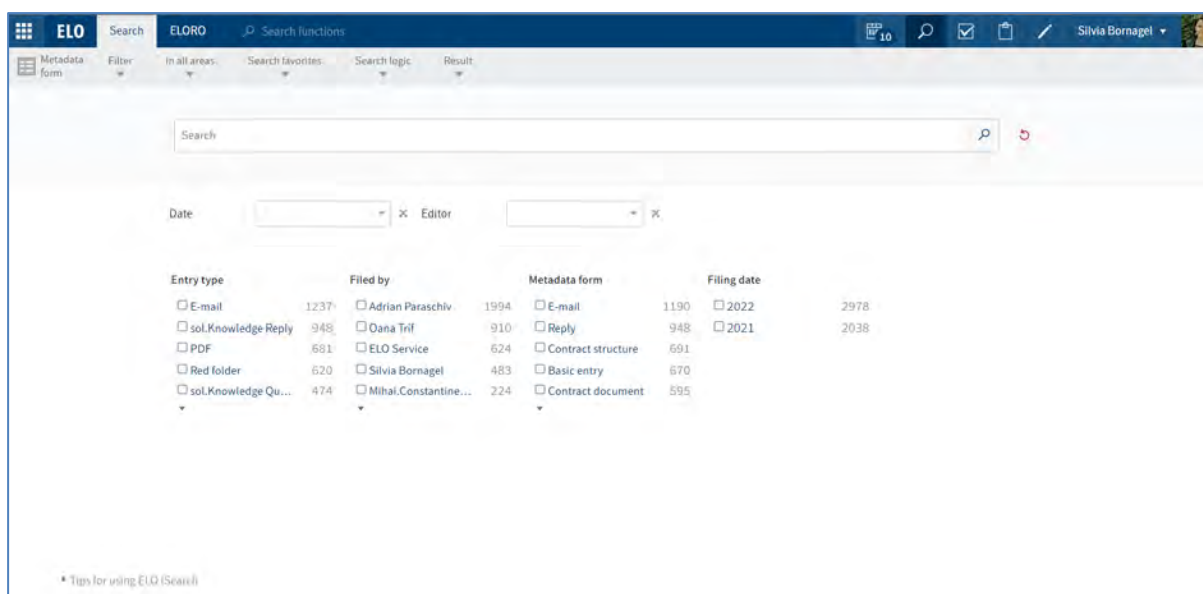 ELO Search ELORO Search functions 10 Silvia Bornagel
Metadata form Filter In all areas Search favorites Search logic Result
Search
Date Editor
Entry type Filed by Metadata form Filing date
E-mail 1237 Adrian Paraschiv 1994 E-mail 1190 2022 2978
sol.Knowledge Reply 948 Oana Trif 910 Reply 948 2021 2038
PDF 681 ELO Service 624 Contract structure 691
Red folder 620 Silvia Bornagel 483 Basic entry 670
sol.Knowledge Qu... 474 Mihai.Constantine... 224 Contract document 595
Tips for using ELO (Search)